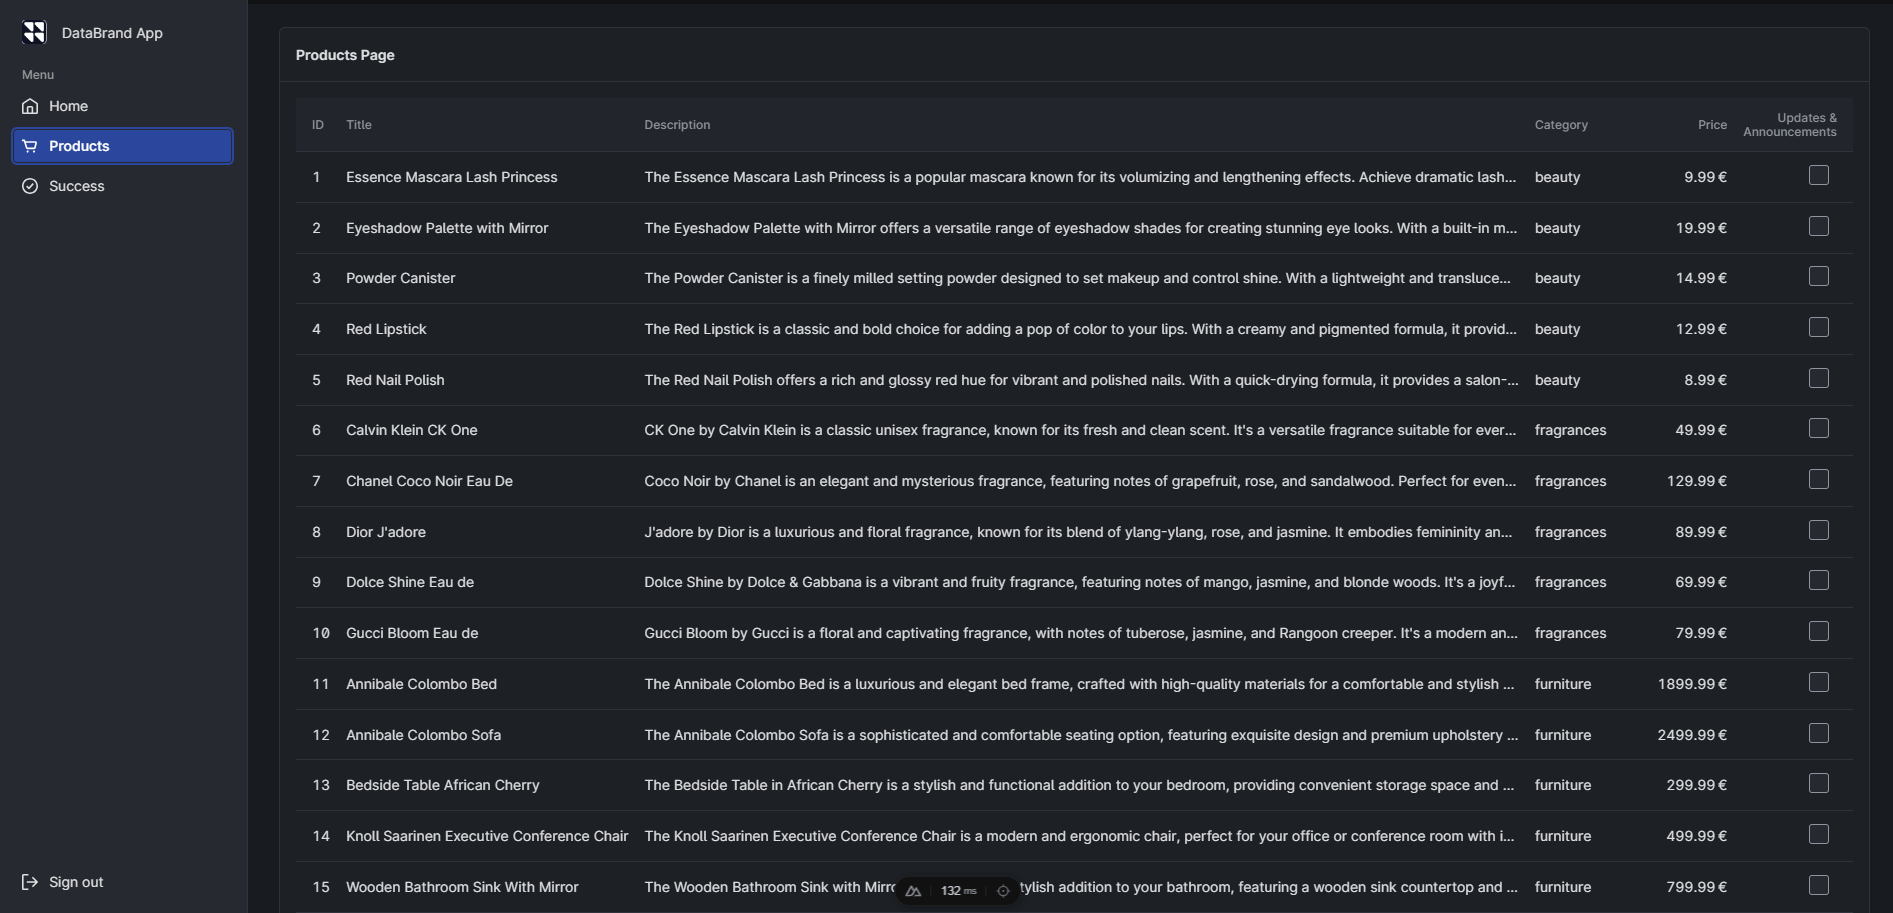 DataBrand App
Menu
Home
Products
Success
Sign out
Products Page
ID Title Description Category Price Updates & Announcements
1 Essence Mascara Lash Princess The Essence Mascara Lash Princess is a popular mascara known for its volumizing and lengthening effects. Achieve dramatic lash... beauty 9.99 €
2 Eyeshadow Palette with Mirror The Eyeshadow Palette with Mirror offers a versatile range of eyeshadow shades for creating stunning eye looks. With a built-in m... beauty 19.99 €
3 Powder Canister The Powder Canister is a finely milled setting powder designed to set makeup and control shine. With a lightweight and transluce... beauty 14.99 €
4 Red Lipstick The Red Lipstick is a classic and bold choice for adding a pop of color to your lips. With a creamy and pigmented formula, it provid... beauty 12.99 €
5 Red Nail Polish The Red Nail Polish offers a rich and glossy red hue for vibrant and polished nails. With a quick-drying formula, it provides a salon-... beauty 8.99 €
6 Calvin Klein CK One CK One by Calvin Klein is a classic unisex fragrance, known for its fresh and clean scent. It's a versatile fragrance suitable for ever... fragrances 49.99 €
7 Chanel Coco Noir Eau De Coco Noir by Chanel is an elegant and mysterious fragrance, featuring notes of grapefruit, rose, and sandalwood. Perfect for even... fragrances 129.99 €
8 Dior J'adore J'adore by Dior is a luxurious and floral fragrance, known for its blend of ylang-ylang, rose, and jasmine. It embodies femininity an... fragrances 89.99 €
9 Dolce Shine Eau de Dolce Shine by Dolce & Gabbana is a vibrant and fruity fragrance, featuring notes of mango, jasmine, and blonde woods. It's a joyf... fragrances 69.99 €
10 Gucci Bloom Eau de Gucci Bloom by Gucci is a floral and captivating fragrance, with notes of tuberose, jasmine, and Rangoon creeper. It's a modern an... fragrances 79.99 €
11 Annibale Colombo Bed The Annibale Colombo Bed is a luxurious and elegant bed frame, crafted with high-quality materials for a comfortable and stylish ... furniture 1899.99 €
12 Annibale Colombo Sofa The Annibale Colombo Sofa is a sophisticated and comfortable seating option, featuring exquisite design and premium upholstery ... furniture 2499.99 €
13 Bedside Table African Cherry The Bedside Table in African Cherry is a stylish and functional addition to your bedroom, providing convenient storage space and ... furniture 299.99 €
14 Knoll Saarinen Executive Conference Chair The Knoll Saarinen Executive Conference Chair is a modern and ergonomic chair, perfect for your office or conference room with i... furniture 499.99 €
15 Wooden Bathroom Sink With Mirror The Wooden Bathroom Sink with Mirro tylish addition to your bathroom, featuring a wooden sink countertop and ... furniture 799.99 €
132 ms